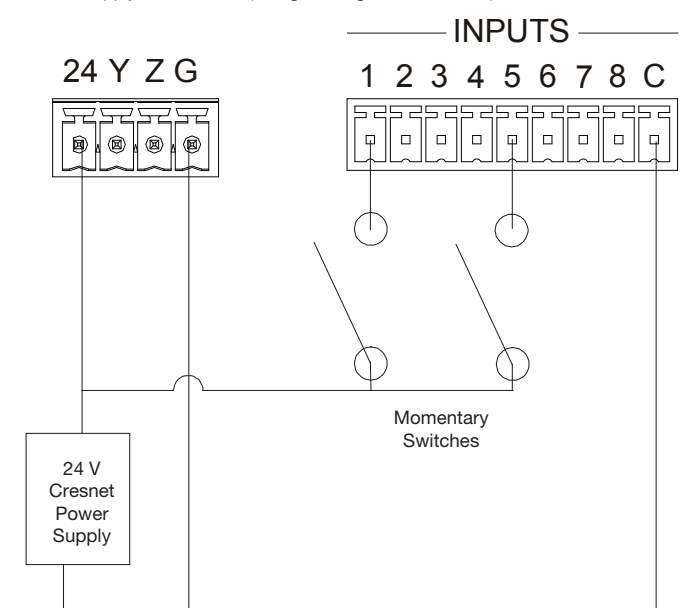 INPUTS
24 Y Z G
1 2 3 4 5 6 7 8 C
Momentary
Switches
24 V
Cresnet
Power
Supply